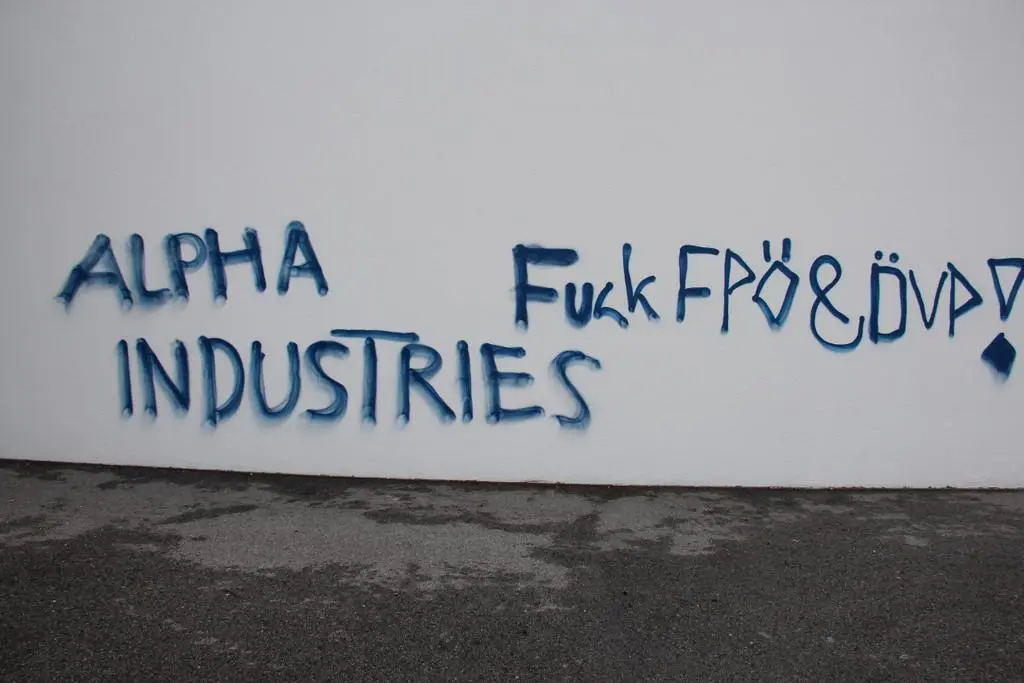 ALPHA
INDUSTRIES
Fuck FPÖ & ÖVP!